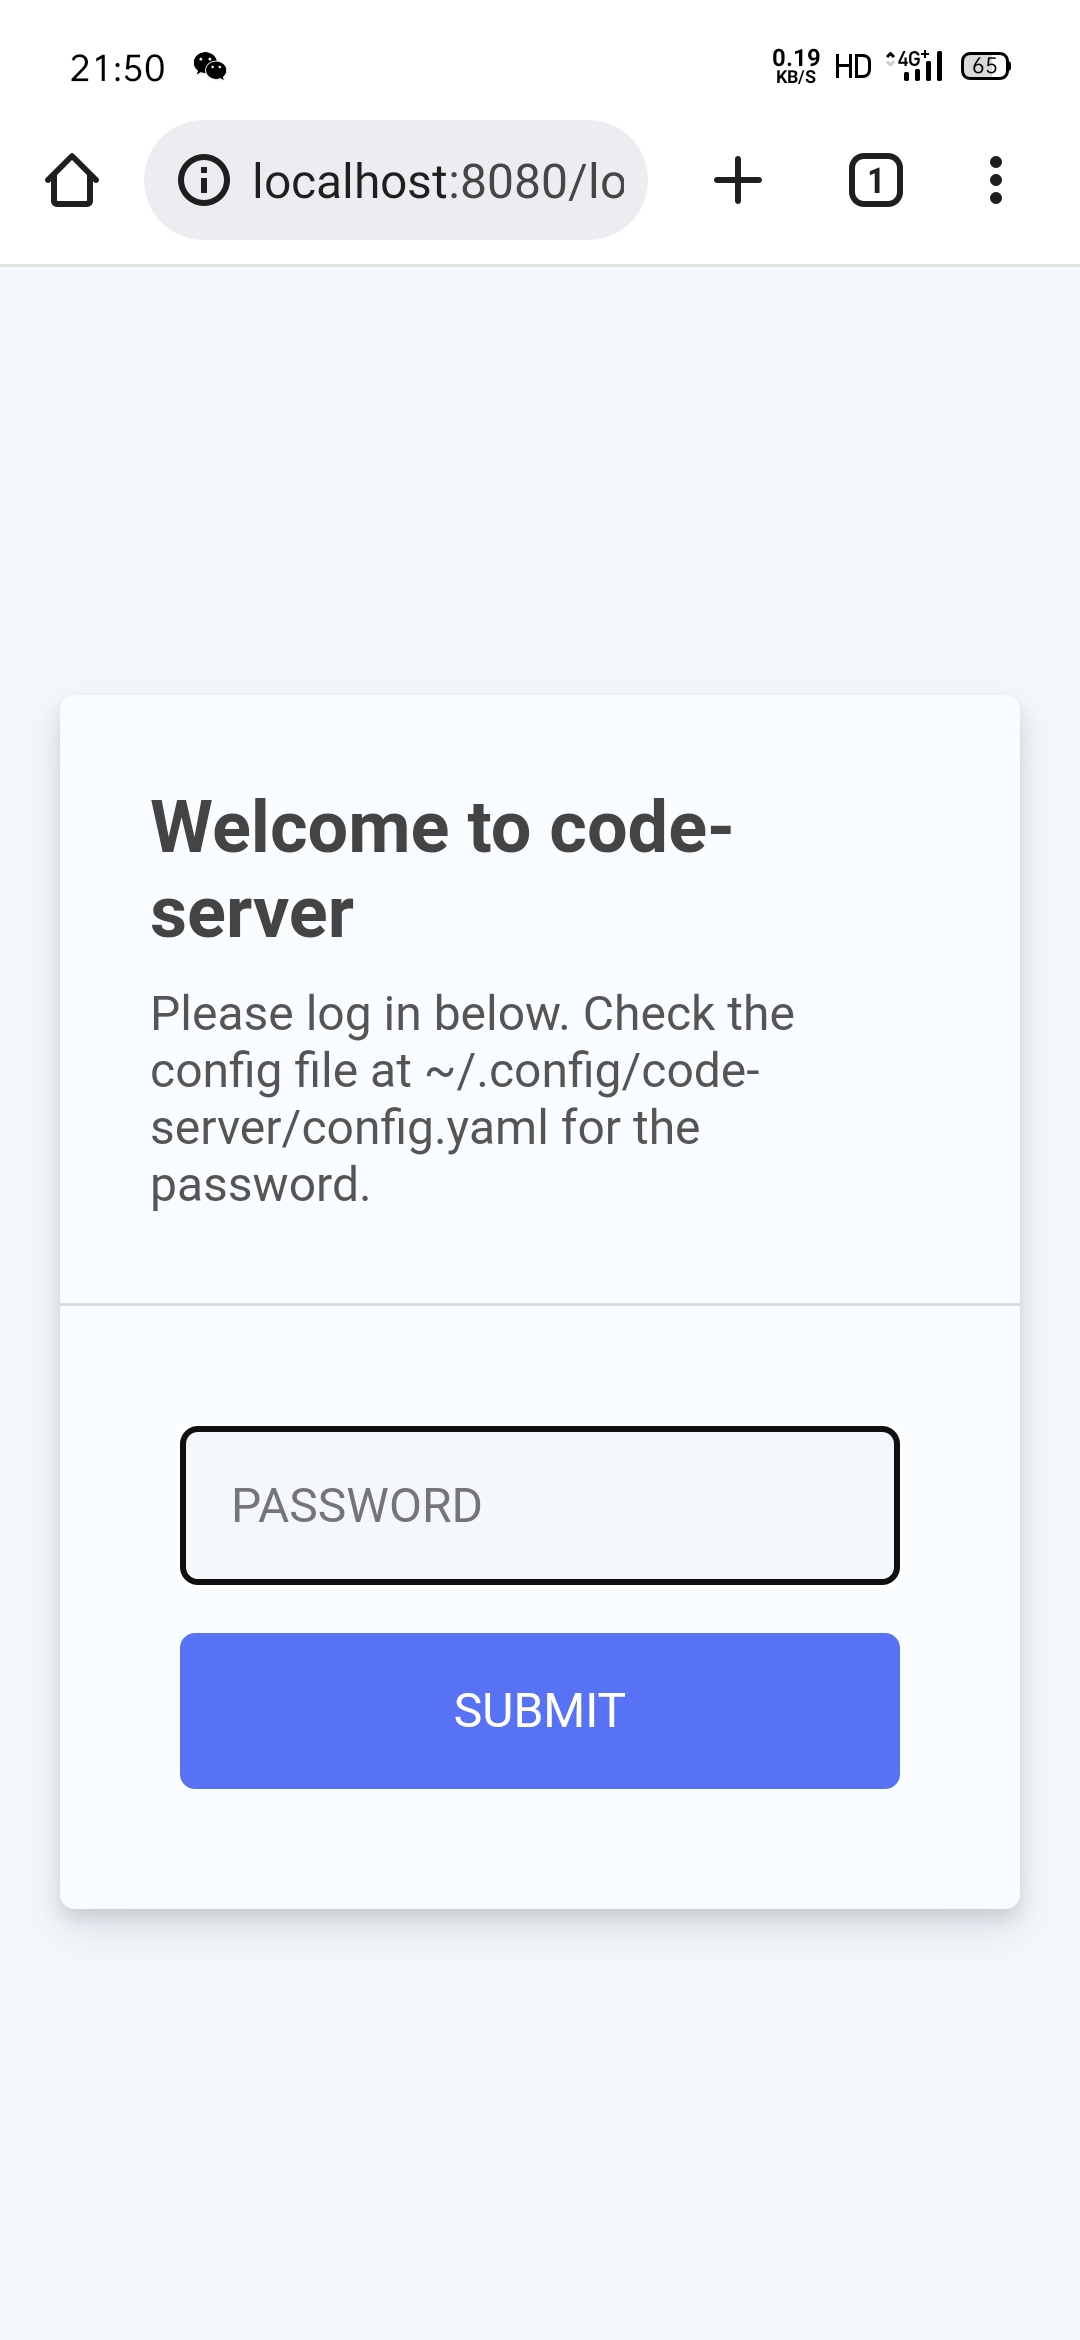 21:50 0.19 KB/S HD 4G+ 65
localhost:8080/lo 1
Welcome to code-
server
Please log in below. Check the
config file at ~/.config/code-
server/config.yaml for the
password.
PASSWORD
SUBMIT